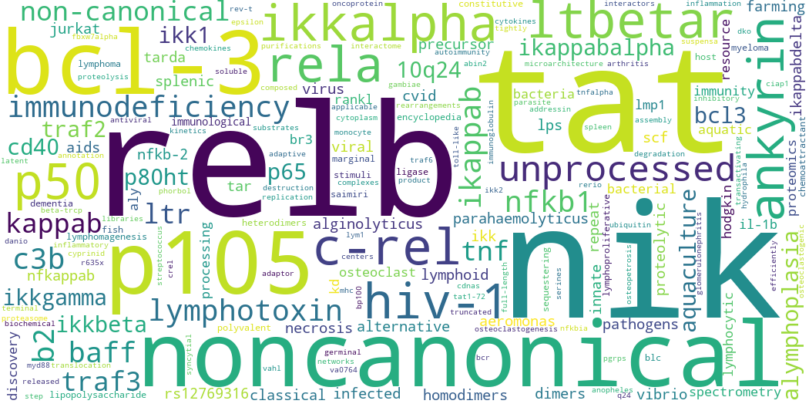 non-canonical
oncoprotein
rev-t
constitutive
epsilon
cytokines
tightly
interactors
inflammation
dko
farming
foxo/alpha
chemokines
jurkat
ikk1
ikkalpha
ltbetar
bcl-3
lymphoma
proteolysis
tarda
splenic
soluble
rela
purifications
interactome
autoimmunity
abin2
precursor
ikappabalpha
suspensa
myeloma
resource
ikappabdelta
ciap1
microarchitecture
arthritis
host
10q24
composed
virus
applicable
rearrangements
gambiae
bacteria
parasite
addressin
tnfalpha
spleen
inhibitory
immunodeficiency
antiviral
immunological
rankl
cvid
cytoplasm
encyclopedia
immunoglobulin
lmp1
assembly
immunity
bcl3
tat
ankyrin
proteomics
chemoattractant
traf2
kinetics
substrates
monocyte
br3
adaptive
viral
marginal
traf6
toll-like
ikappab
lps
degradation
scf
aquatic
transactivating
hydrophila
cd40
aids
latent
annotation
nfkb-2
p65
ligase
product
stimuli
complexes
destruction
replication
saimiri
ikk2
rerio
unprocessed
p50
p80ht
phorbol
aly
tar
relb
nfkb1
dementia
beta-trcp
libraries
kappab
fish
ltr
heterodimers
lym1
centers
alginolyticus
parahaemolyticus
ikk
repeat
innate
ubiquitin
proteolytic
lymphoproliferative
aquaculture
hodgkin
glomerulonephritis
il-1b
lymphomagenesis
danio
inflammatory
cyprinid
r635x
nfkappab
c3b
p105
streptococcus
crel
processing
adaptor
c-rel
tnf
osteoclast
lymphoid
cdnas
tat1-72
full-length
sequestering
serines
osteopetrosis
nik
efficiently
alymphoplasia
ikkgamma
terminal
proteasome
biochemical
lymphotoxin
mhc
bp100
kd
truncated
hiv-1
osteoclastogenesis
nfkbia
ikkbeta
translocation
polyvalent
necrosis
alternative
aeromonas
bacterial
pathogens
lymphocytic
discovery
b2
myd88
released
step
baff
traf3
syncytial
noncanonical
germinal
networks
vahl
va0764
bcr
pgrps
blc
anopheles
q24
lipopolysaccharide
rs12769316
classical
infected
homodimers
dimers
vibrio
spectrometry